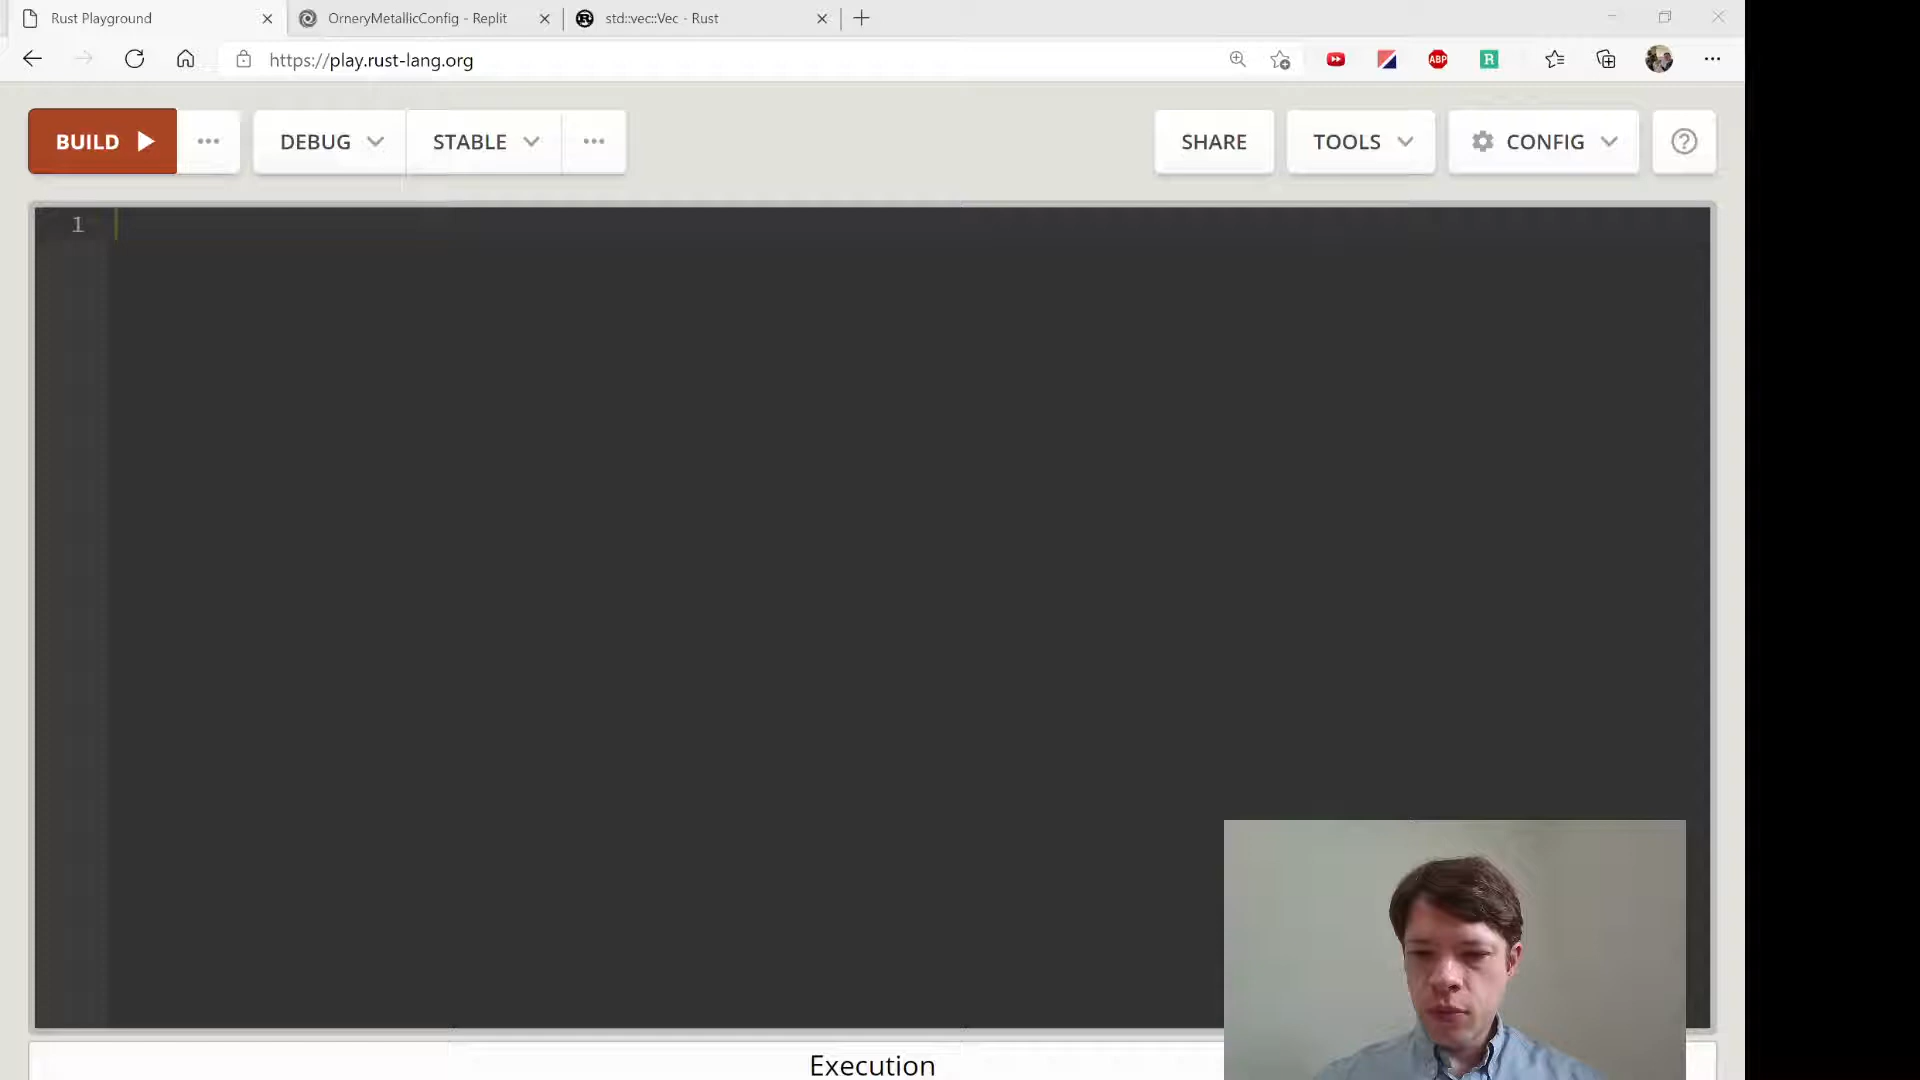 Rust Playground
OrneryMetallicConfig - Replit
std::vec::Vec - Rust
https://play.rust-lang.org
ABP
R
BUILD
DEBUG
STABLE
SHARE
TOOLS
CONFIG
1
Execution